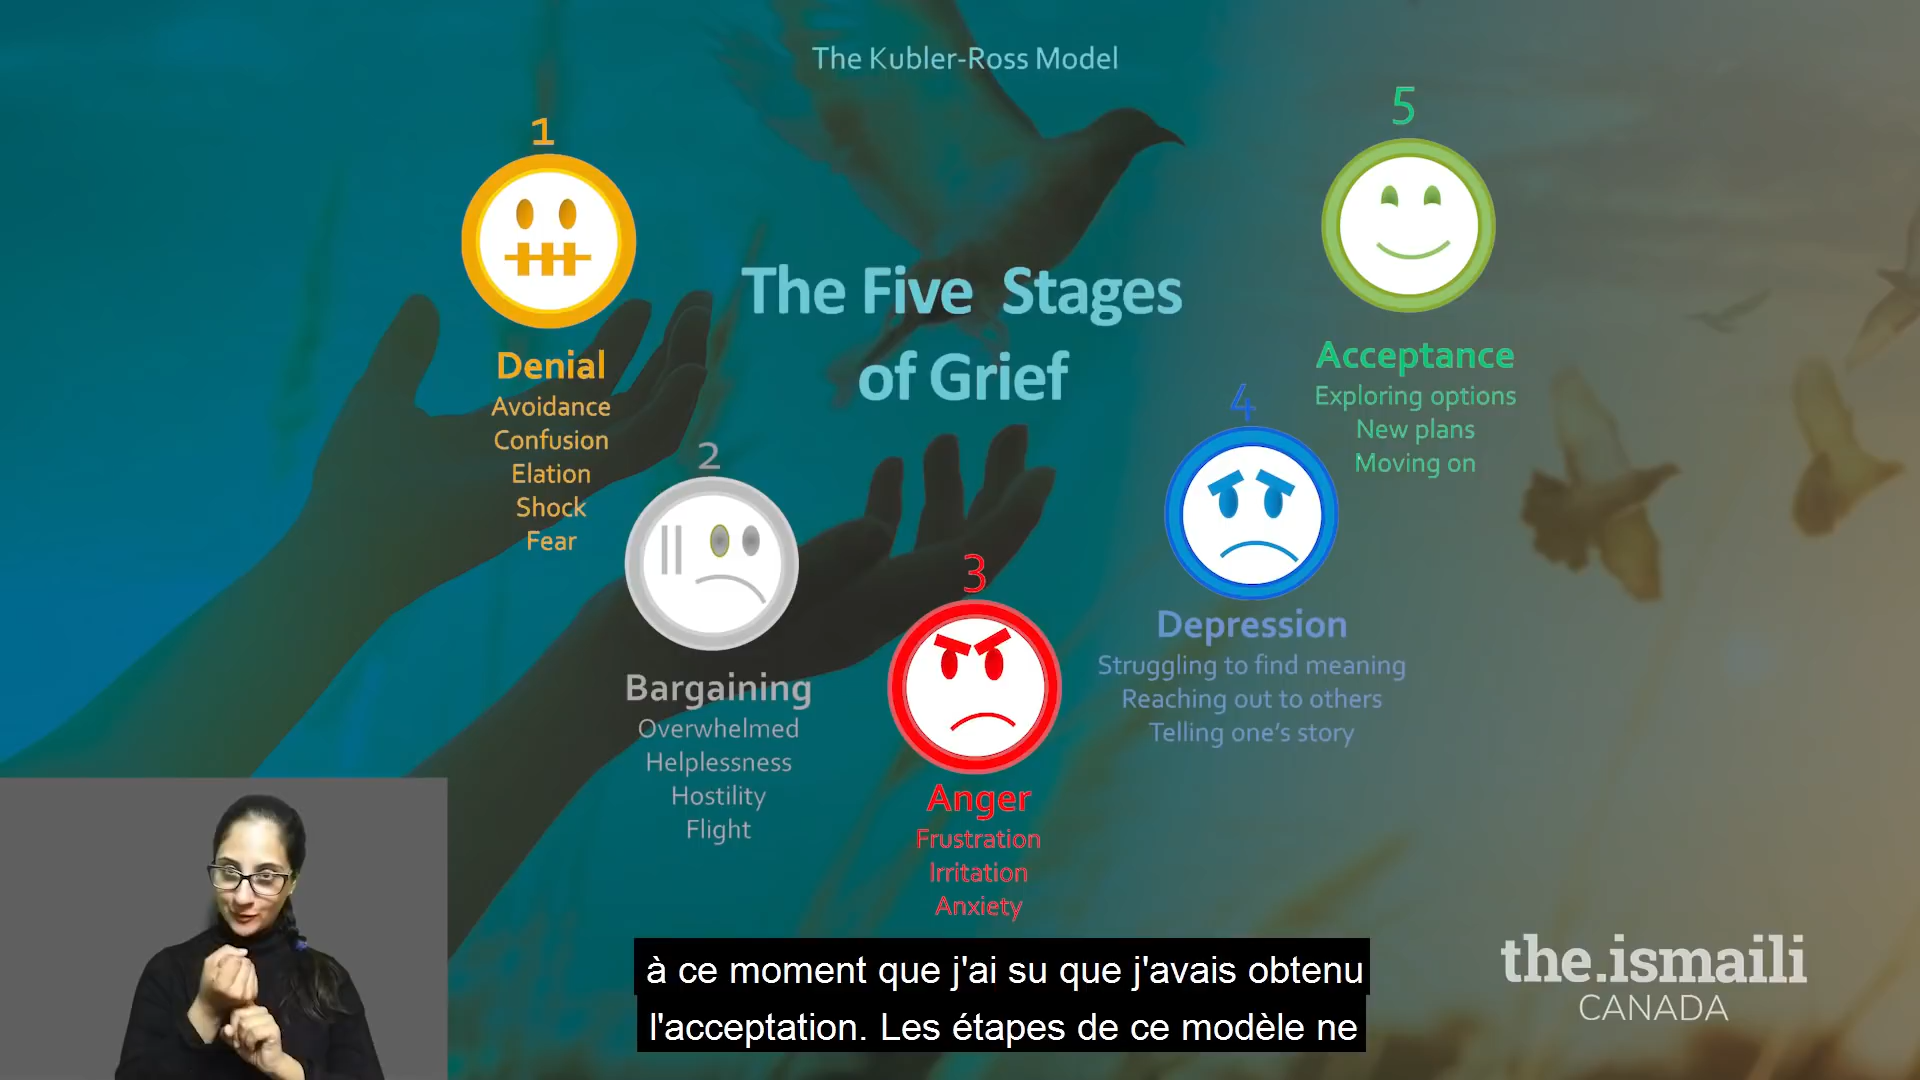 The Kubler-Ross Model
The Five Stages
of Grief
1
Denial
Avoidance
Confusion
Elation
Shock
Fear
2
Bargaining
Overwhelmed
Helplessness
Hostility
Flight
3
Anger
Frustration
Irritation
Anxiety
4
Depression
Struggling to find meaning
Reaching out to others
Telling one's story
5
Acceptance
Exploring options
New plans
Moving on
à ce moment que j'ai su que j'avais obtenu
l'acceptation. Les étapes de ce modèle ne
the.ismaili
CANADA